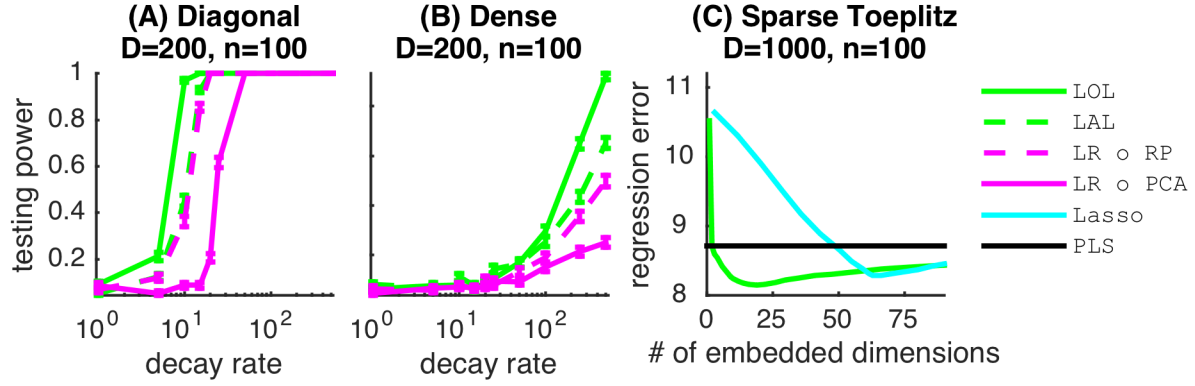 (A) Diagonal
D=200, n=100
testing power
1
0.8
0.6
0.4
0.2
10^0
10^1
10^2
decay rate
(B) Dense
D=200, n=100
10^0
10^1
10^2
decay rate
(C) Sparse Toeplitz
D=1000, n=100
regression error
11
10
9
8
0
25
50
75
# of embedded dimensions
LOL
LAL
LR o RP
LR o PCA
Lasso
PLS